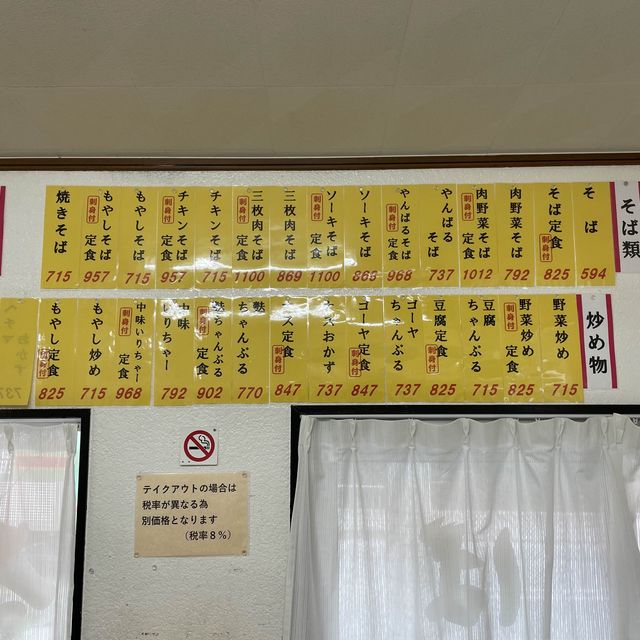 そば類
そば 594
そば定食 刺身付 825
肉野菜そば 792
肉野菜そば 定食 刺身付 1012
やんばるそば 737
やんばるそば 定食 刺身付 968
ソーキそば 869
ソーキそば 定食 刺身付 1100
三枚肉そば 869
三枚肉そば 定食 刺身付 1100
チキンそば 715
チキンそば 定食 刺身付 957
もやしそば 715
もやしそば 定食 刺身付 957
焼きそば 715
炒め物
野菜炒め 715
野菜炒め 定食 刺身付 825
豆腐ちゃんぷる 715
豆腐定食 刺身付 825
ゴーヤちゃんぷる 737
ゴーヤ定食 刺身付 847
おかず 737
定食 刺身付 847
麩ちゃんぷる 770
麩ちゃんぷる 定食 刺身付 902
中味いりちゃー 792
中味いりちゃー 定食 刺身付 968
もやし炒め 715
もやし定食 刺身付 825
ヘチマ おかず 737
テイクアウトの場合は
税率が異なる為
別価格となります
(税率8%)